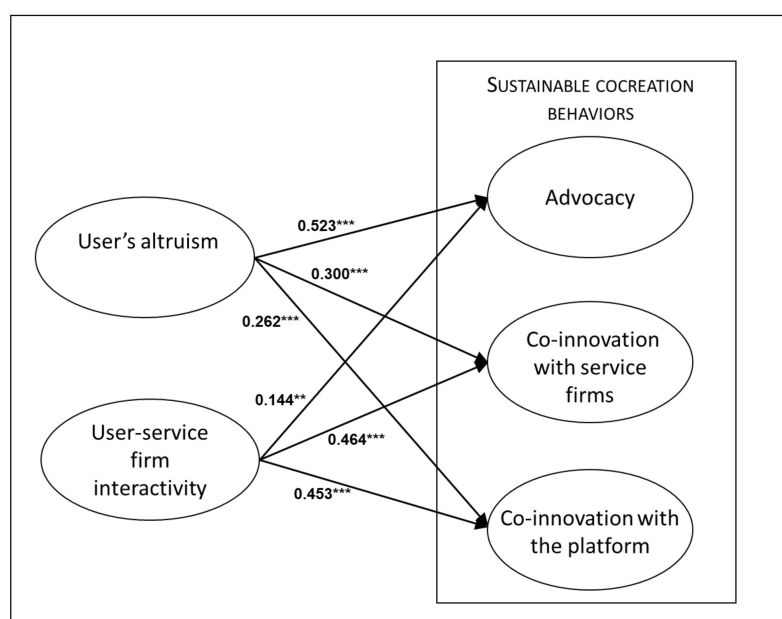 SUSTAINABLE COCREATION
BEHAVIORS
Advocacy
User's altruism
0.523***
0.300***
0.262***
Co-innovation
with service
firms
0.144**
User-service
firm
interactivity
0.464***
0.453***
Co-innovation with
the platform